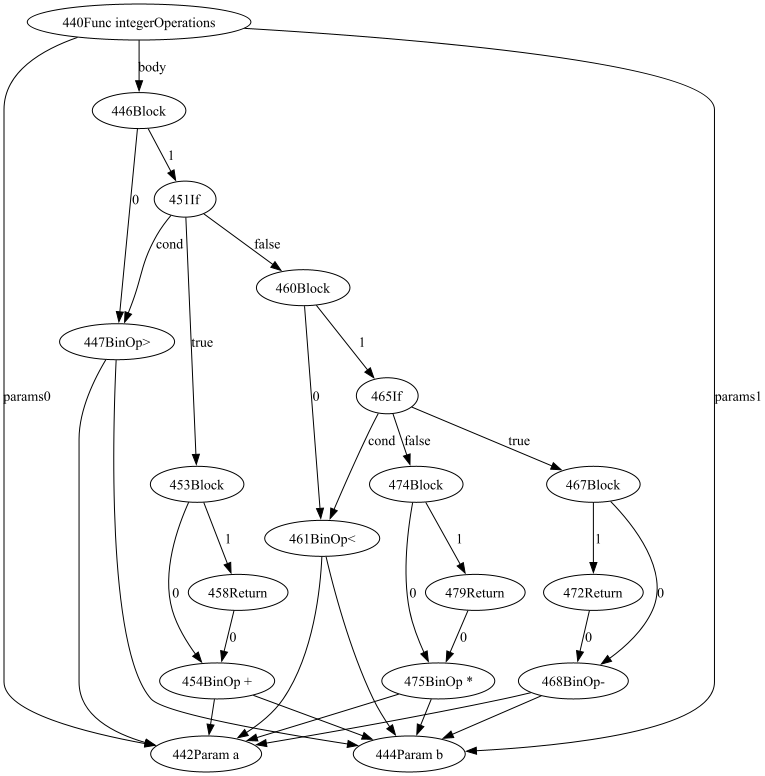 440Func integerOperations
body
446Block
1
451If
0
cond
false
460Block
447BinOp>
true
1
params0
params1
465If
0
cond
false
true
453Block
474Block
467Block
1
461BinOp<
1
1
0
458Return
0
479Return
472Return
0
0
0
0
454BinOp +
475BinOp *
468BinOp-
442Param a
444Param b